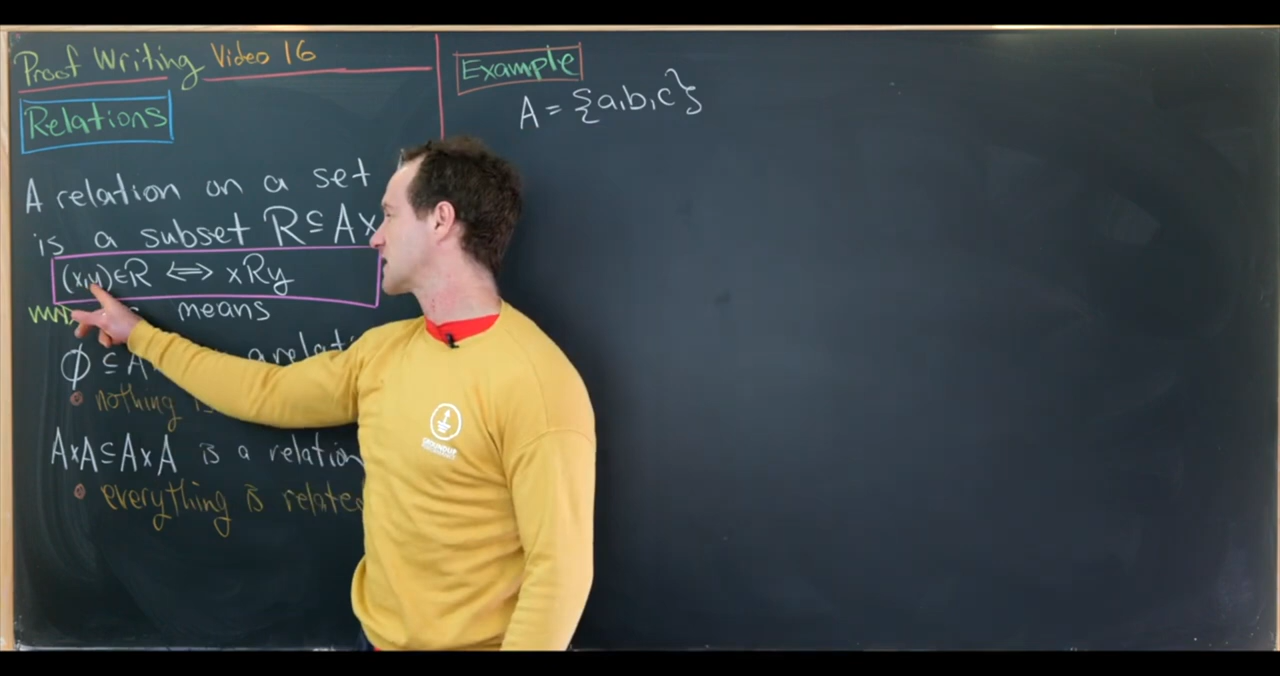 Proof Writing Video 16
Relations
A relation on a set
is a subset R ⊆ A×
(x,y)∈R ⟺ xRy
means
∅ ⊆ A
nothing
A×A⊆A×A is a relation
everything is related
Example
A = {a,b,c}
GROUNDUP